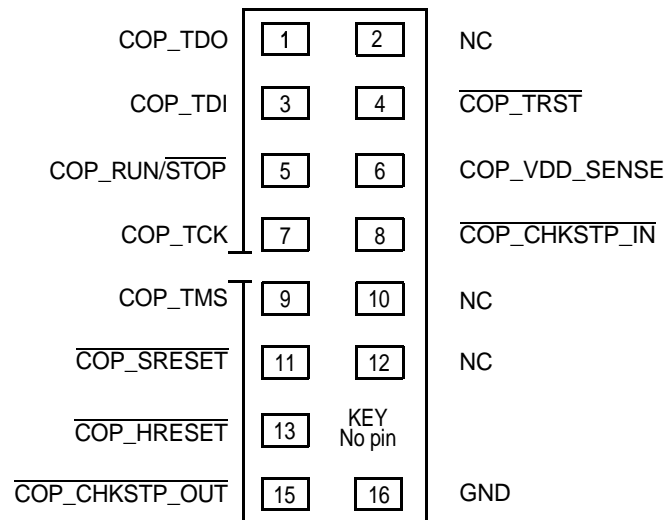 COP_TDO 1 2 NC
COP_TDI 3 4 COP_TRST
COP_RUN/STOP 5 6 COP_VDD_SENSE
COP_TCK 7 8 COP_CHKSTP_IN
COP_TMS 9 10 NC
COP_SRESET 11 12 NC
COP_HRESET 13 KEY
No pin
COP_CHKSTP_OUT 15 16 GND